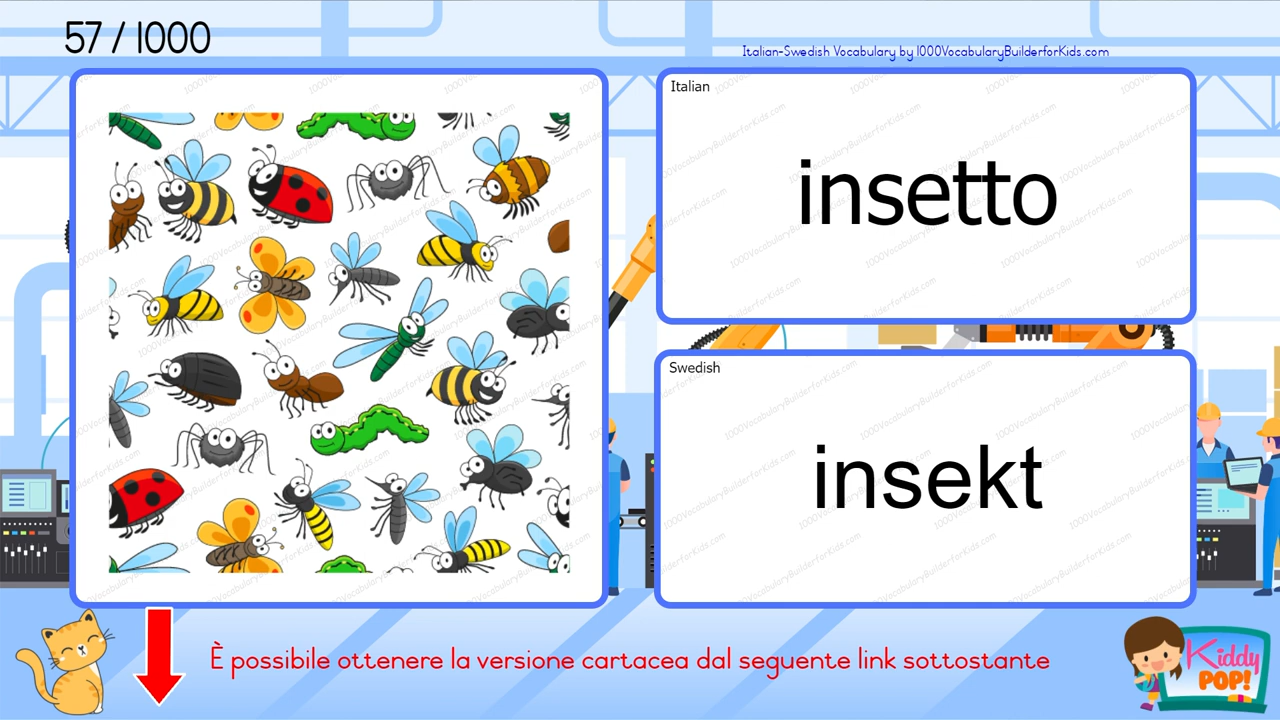 57 / 1000
Italian-Swedish Vocabulary by 1000VocabularyBuilderforKids.com
Italian
insetto
Swedish
insekt
È possibile ottenere la versione cartacea dal seguente link sottostante
Kiddy
POP!